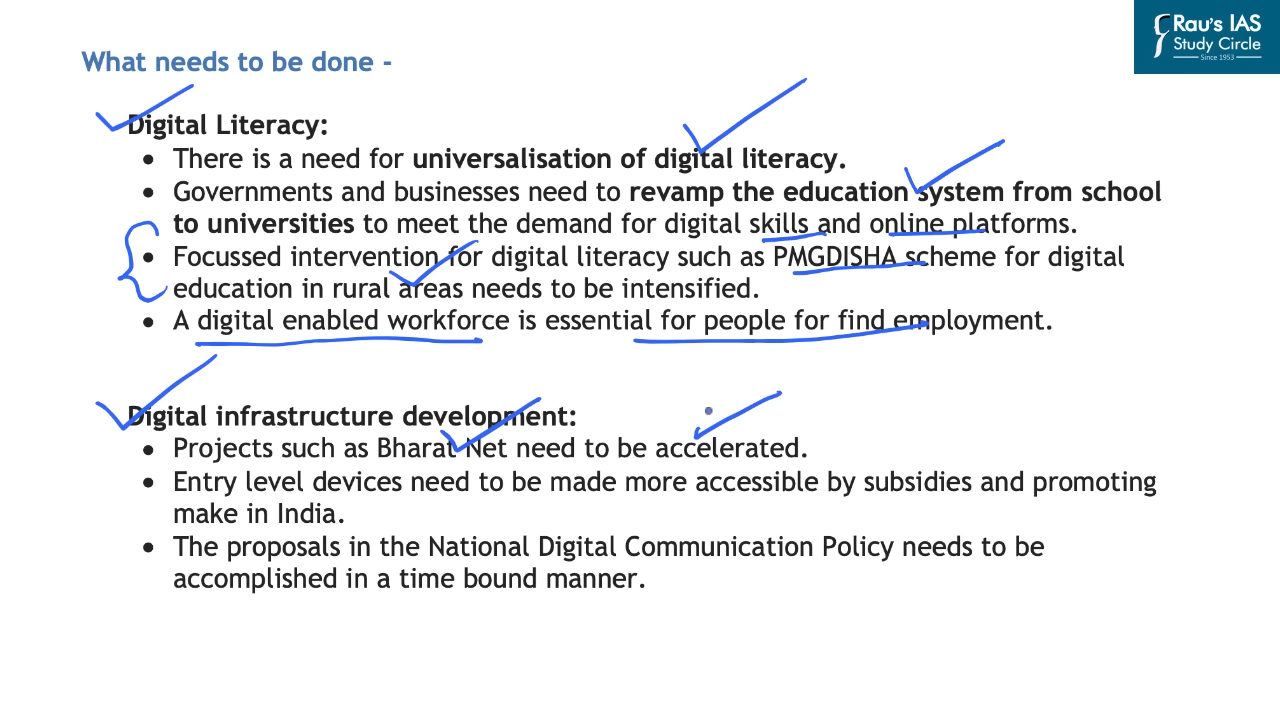 Rau's IAS
Study Circle
Since 1953
What needs to be done -
Digital Literacy:
• There is a need for universalisation of digital literacy.
• Governments and businesses need to revamp the education system from school
to universities to meet the demand for digital skills and online platforms.
• Focussed intervention for digital literacy such as PMGDISHA scheme for digital
education in rural areas needs to be intensified.
• A digital enabled workforce is essential for people for find employment.
Digital infrastructure development:
• Projects such as Bharat Net need to be accelerated.
• Entry level devices need to be made more accessible by subsidies and promoting
make in India.
• The proposals in the National Digital Communication Policy needs to be
accomplished in a time bound manner.